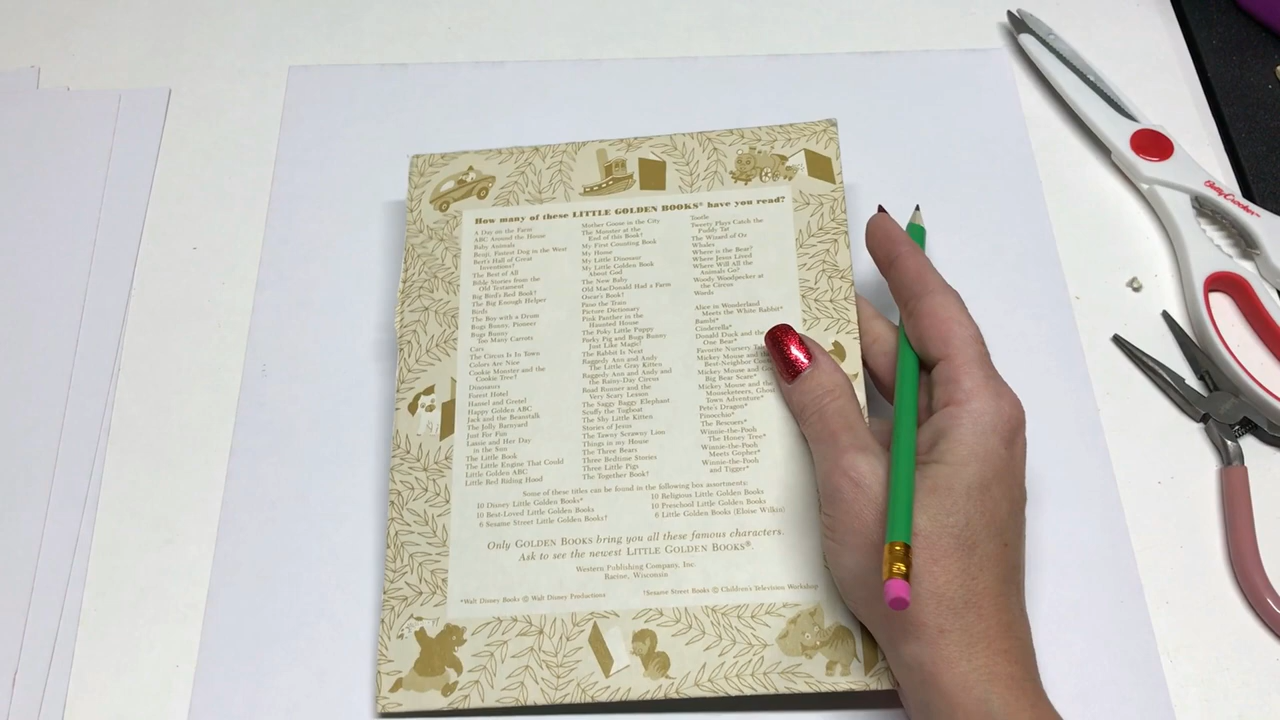 How many of these LITTLE GOLDEN BOOKS® have you read?
A Day on the Farm
ABC Around the House
Baby Animals
Benji, Fastest Dog in the West
Bert's Hall of Great
Inventions†
The Best of All
Bible Stories from the
Old Testament
Big Bird's Red Book†
The Big Enough Helper
Birds
The Boy with a Drum
Bugs Bunny, Pioneer
Bugs Bunny
Too Many Carrots
Cars
The Circus Is In Town
Colors Are Nice
Cookie Monster and the
Cookie Tree†
Dinosaurs
Forest Hotel
Hansel and Gretel
Happy Golden ABC
Jack and the Beanstalk
The Jolly Barnyard
Just For Fun
Lassie and Her Day
in the Sun
The Little Book
The Little Engine That Could
Little Golden ABC
Little Red Riding Hood
Mother Goose in the City
The Monster at the
End of this Book†
My First Counting Book
My Home
My Little Dinosaur
My Little Golden Book
About God
The New Baby
Old MacDonald Had a Farm
Oscar's Book†
Pano the Train
Picture Dictionary
Pink Panther in the
Haunted House
The Poky Little Puppy
Porky Pig and Bugs Bunny
Just Like Magic!
The Rabbit Is Next
Raggedy Ann and Andy
The Little Gray Kitten
Raggedy Ann and Andy and
the Rainy-Day Circus
Road Runner and the
Very Scary Lesson
The Saggy Baggy Elephant
Scuffy the Tugboat
The Shy Little Kitten
Stories of Jesus
The Tawny Scrawny Lion
Things in my House
The Three Bears
Three Bedtime Stories
Three Little Pigs
The Together Book†
Tootle
Tweety Plays Catch the
Puddy Tat
The Wizard of Oz
Whales
Where is the Bear?
Where Jesus Lived
Where Will All the
Animals Go?
Woody Woodpecker at
the Circus
Words
Alice in Wonderland
Meets the White Rabbit*
Bambi*
Cinderella*
Donald Duck and the
One Bear*
Favorite Nursery
Mickey Mouse and the
Best-Neighbor
Mickey Mouse and
Big Bear Scare*
Mickey Mouse and the
Mouseketeers, Ghost
Town Adventure*
Pete's Dragon*
Pinocchio*
The Rescuers*
Winnie-the-Pooh
The Honey Tree*
Winnie-the-Pooh
Meets Gopher*
Winnie-the-Pooh
and Tigger*
Some of these titles can be found in the following box assortments:
10 Disney Little Golden Books*
10 Best-Loved Little Golden Books
6 Sesame Street Little Golden Books†
10 Religious Little Golden Books
10 Preschool Little Golden Books
6 Little Golden Books (Eloise Wilkin)
Only GOLDEN BOOKS bring you all these famous characters.
Ask to see the newest LITTLE GOLDEN BOOKS®.
Western Publishing Company, Inc.
Racine, Wisconsin
*Walt Disney Books © Walt Disney Productions
†Sesame Street Books © Children's Television Workshop
Betty Crocker